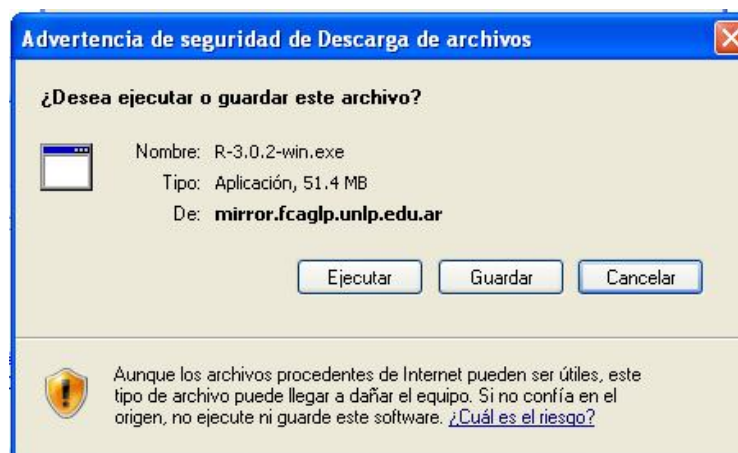 Advertencia de seguridad de Descarga de archivos
¿Desea ejecutar o guardar este archivo?
Nombre: R-3.0.2-win.exe
Tipo: Aplicación, 51.4 MB
De: mirror.fcaglp.unlp.edu.ar
Ejecutar Guardar Cancelar
Aunque los archivos procedentes de Internet pueden ser útiles, este
tipo de archivo puede llegar a dañar el equipo. Si no confía en el
origen, no ejecute ni guarde este software. ¿Cuál es el riesgo?